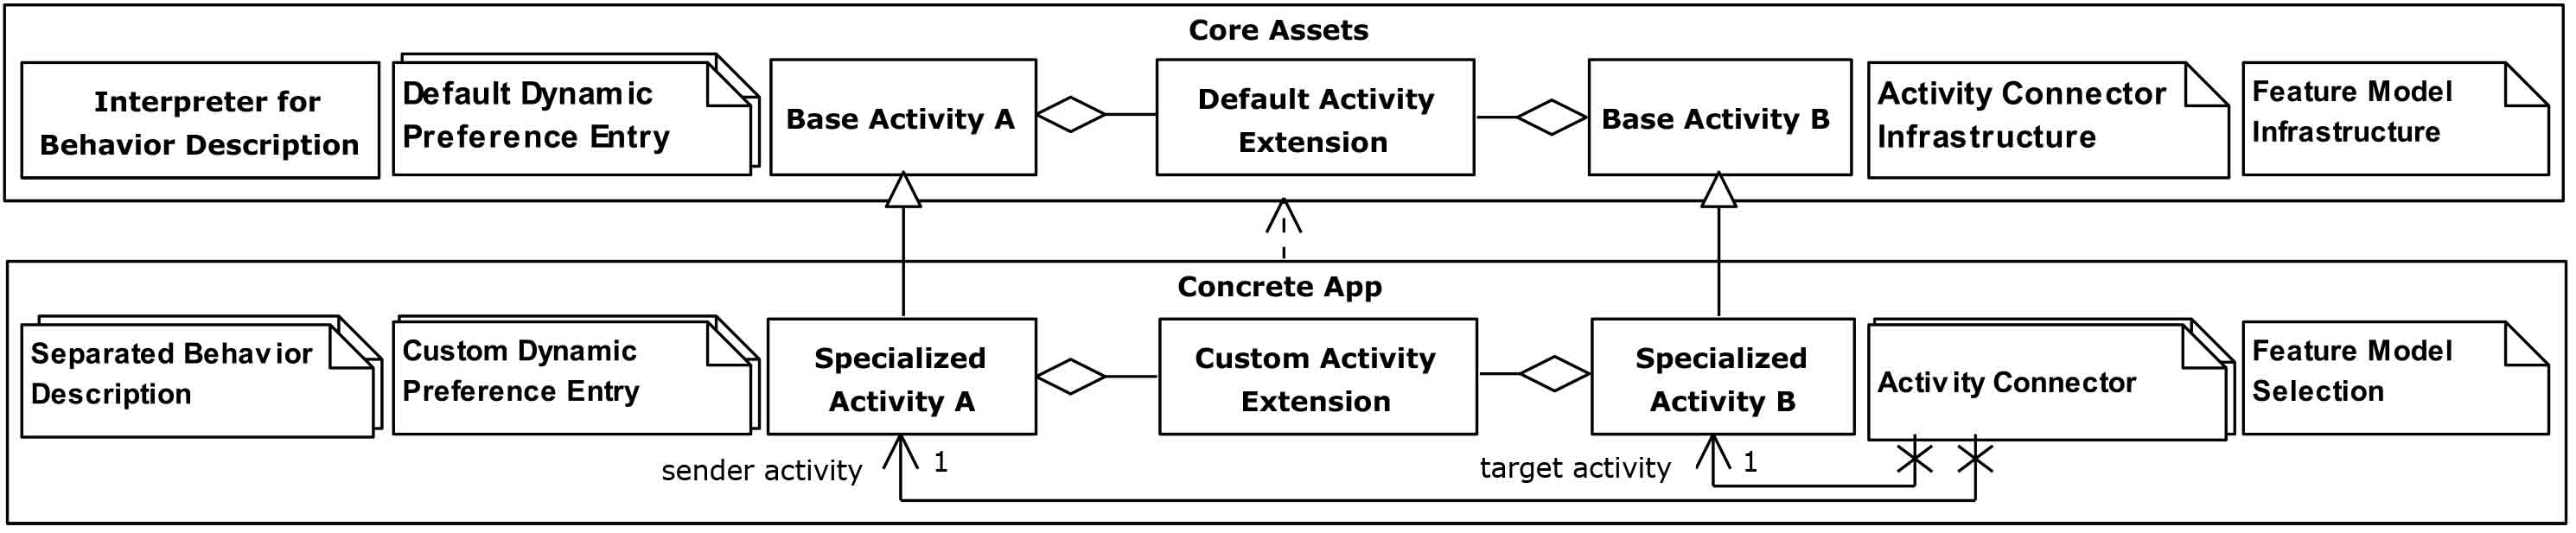 Core Assets
Interpreter for
Behavior Description
Default Dynamic
Preference Entry
Base Activity A
Default Activity
Extension
Base Activity B
Activity Connector
Infrastructure
Feature Model
Infrastructure
Concrete App
Separated Behavior
Description
Custom Dynamic
Preference Entry
Specialized
Activity A
Custom Activity
Extension
Specialized
Activity B
Activity Connector
Feature Model
Selection
sender activity
1
target activity
1